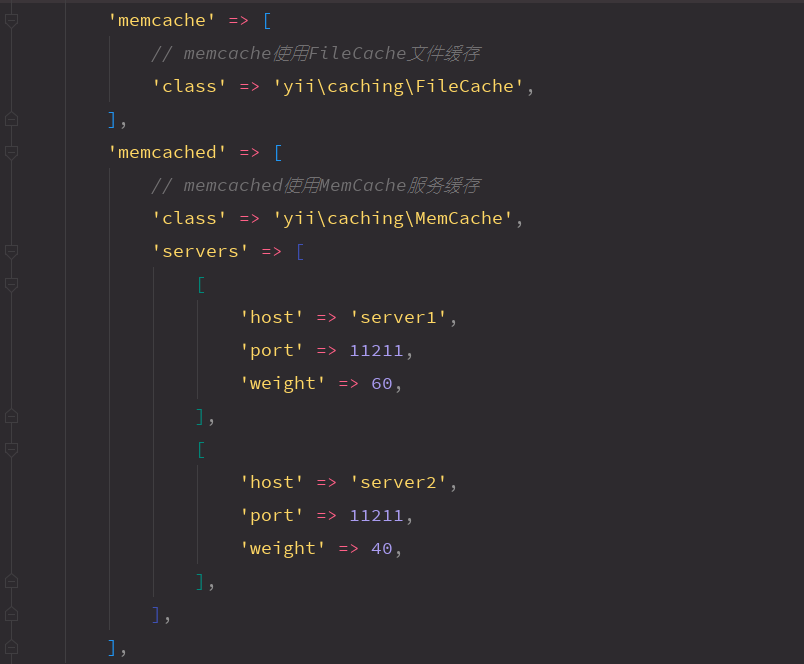 'memcache' => [
// memcache使用FileCache文件缓存
'class' => 'yii\caching\FileCache',
],
'memcached' => [
// memcached使用MemCache服务缓存
'class' => 'yii\caching\MemCache',
'servers' => [
[
'host' => 'server1',
'port' => 11211,
'weight' => 60,
],
[
'host' => 'server2',
'port' => 11211,
'weight' => 40,
],
],
],